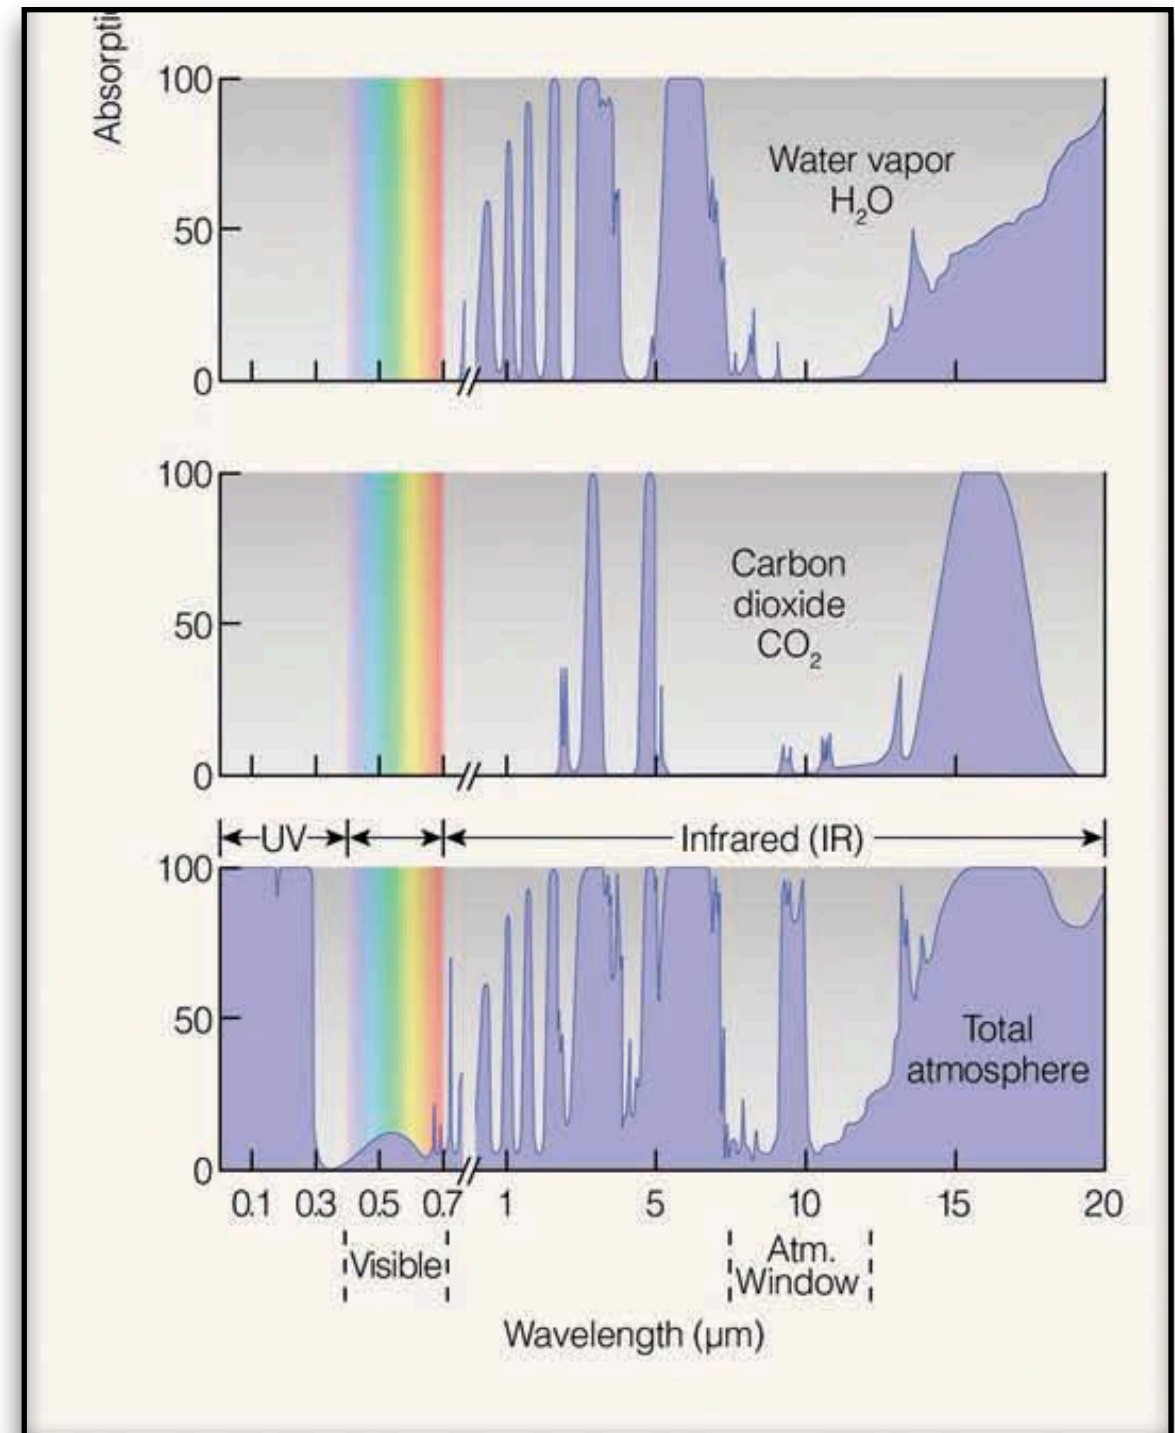 Absorpti
100
50
0
Water vapor
H₂O
100
50
0
Carbon
dioxide
CO₂
UV
Infrared (IR)
100
50
0
Total
atmosphere
0.1 0.3 0.5 0.7 1 5 10 15 20
Visible
Atm.
Window
Wavelength (µm)